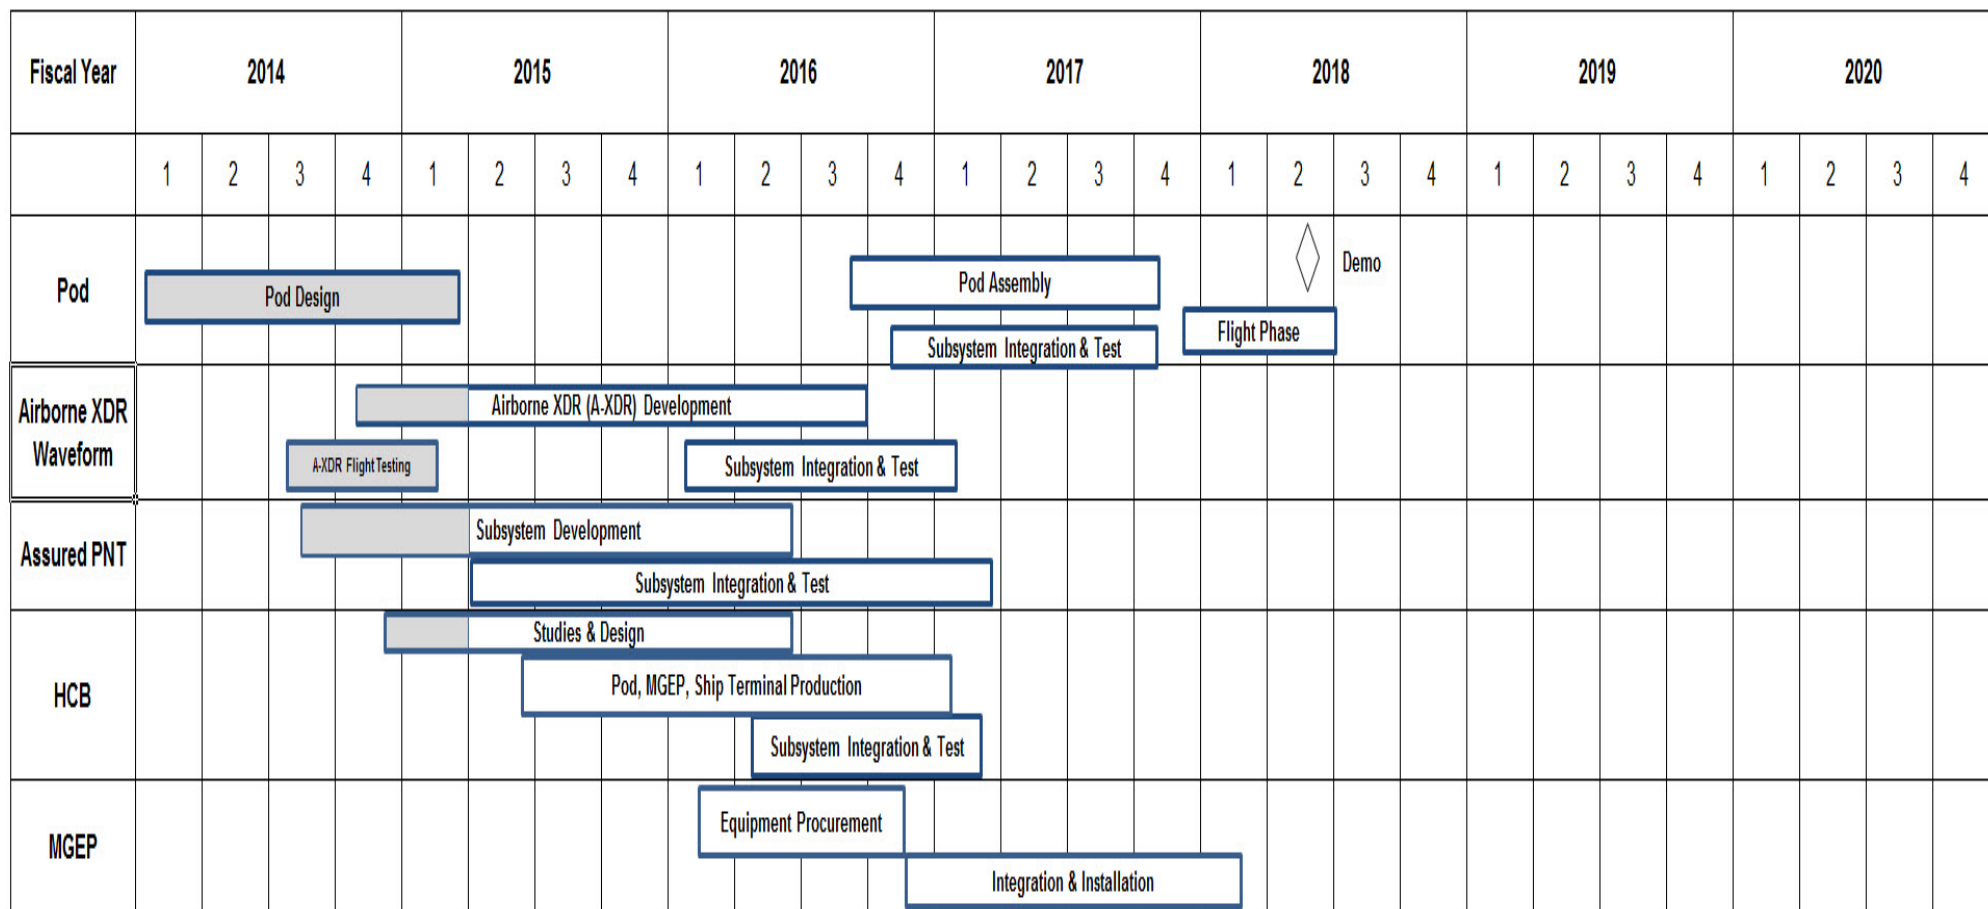 Fiscal Year 2014 2015 2016 2017 2018 2019 2020
1 2 3 4 1 2 3 4 1 2 3 4 1 2 3 4 1 2 3 4 1 2 3 4 1 2 3 4
Pod
Pod Design
Pod Assembly
Demo
Flight Phase
Subsystem Integration & Test
Airborne XDR
Waveform
Airborne XDR (A-XDR) Development
A-XDR Flight Testing
Subsystem Integration & Test
Assured PNT
Subsystem Development
Subsystem Integration & Test
HCB
Studies & Design
Pod, MGEP, Ship Terminal Production
Subsystem Integration & Test
MGEP
Equipment Procurement
Integration & Installation